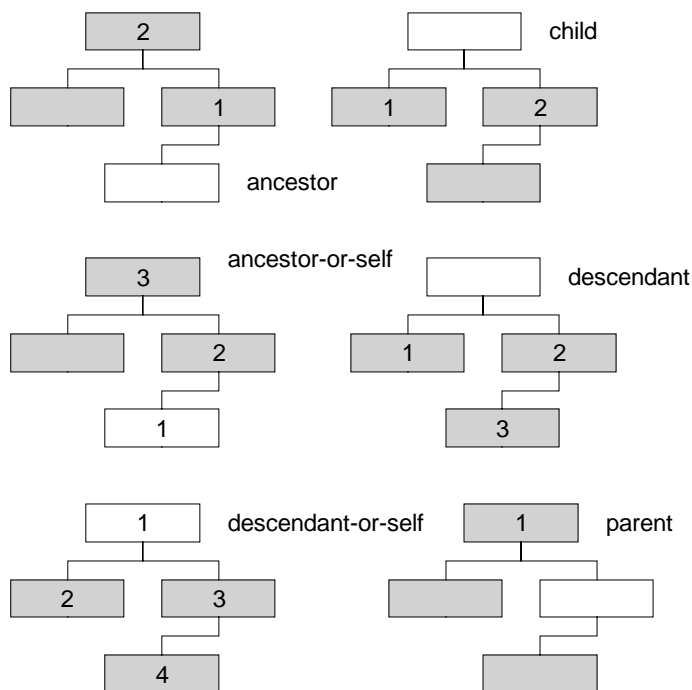 2
child
1
1
2
ancestor
ancestor-or-self
3
descendant
2
1
2
1
3
1
descendant-or-self
1
parent
2
3
4